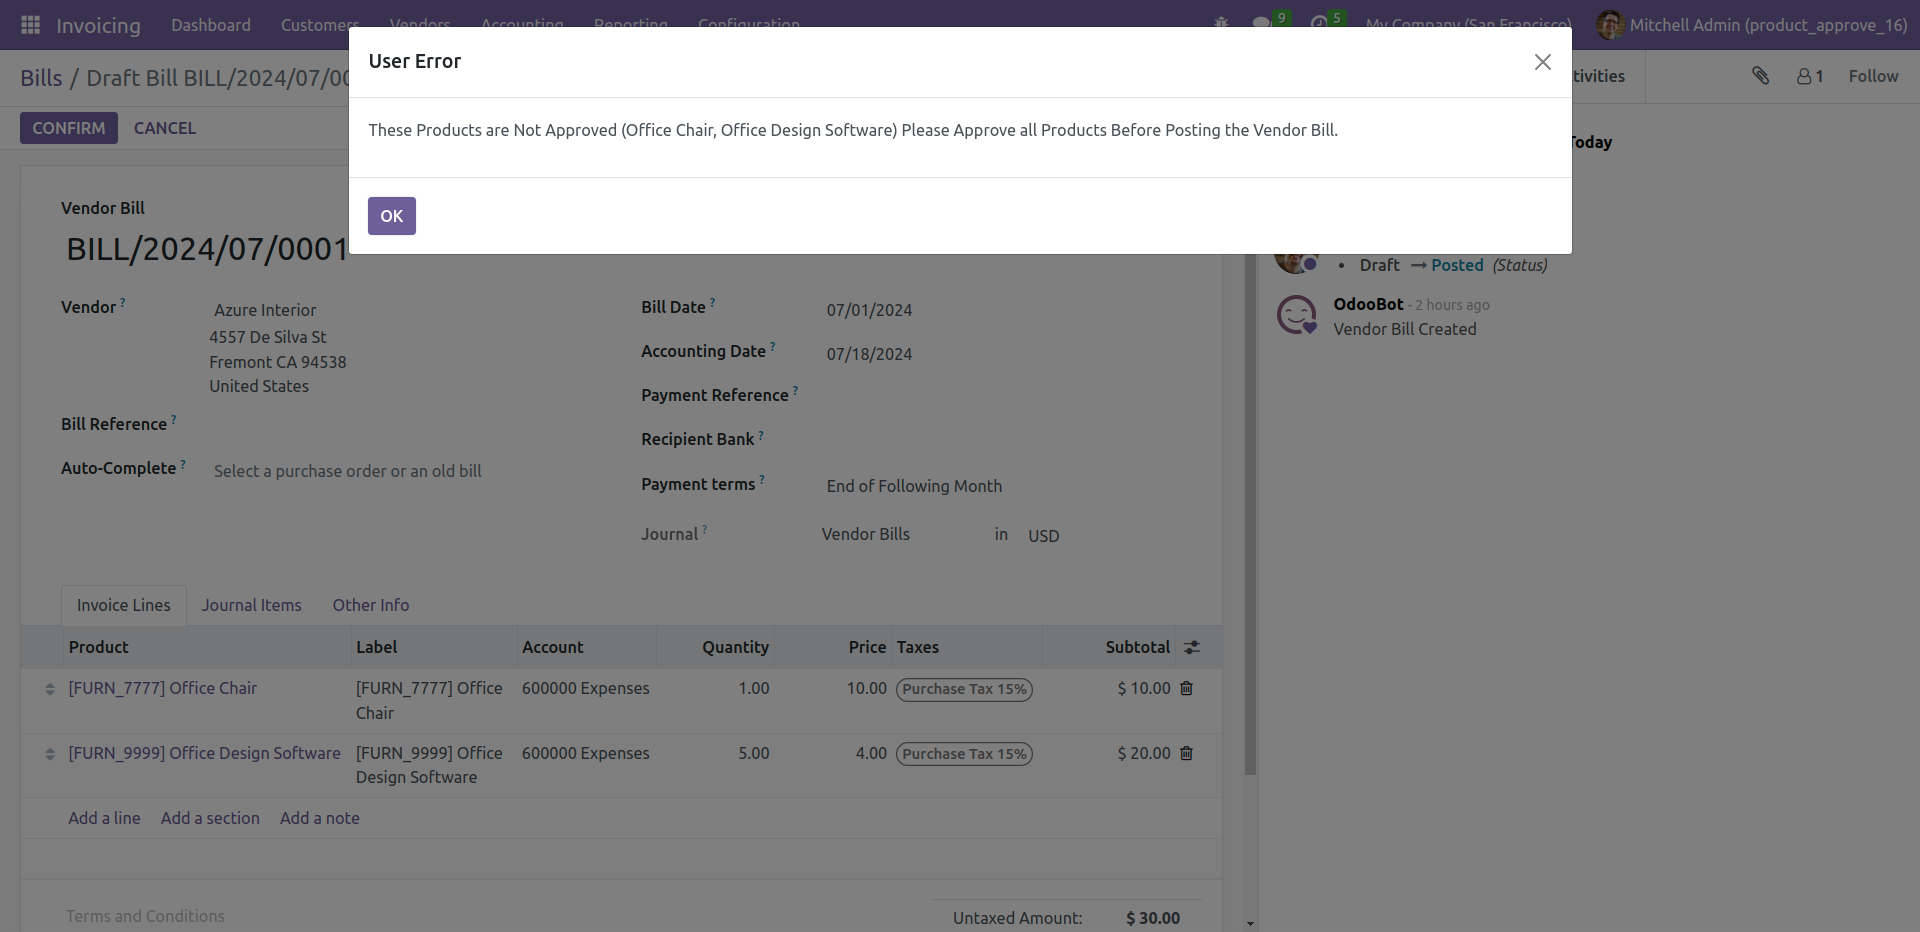 Invoicing Dashboard Customers Vendors Accounting Reporting Configuration 9 5 My Company (San Francisco) Mitchell Admin (product_approve_16)
User Error
Bills / Draft Bill BILL/2024/07/00
1 Follow
CONFIRM CANCEL
These Products are Not Approved (Office Chair, Office Design Software) Please Approve all Products Before Posting the Vendor Bill.
Today
OK
Vendor Bill
BILL/2024/07/0001
Draft → Posted (Status)
OdooBot - 2 hours ago
Vendor Bill Created
Vendor ? Azure Interior
4557 De Silva St
Fremont CA 94538
United States
Bill Reference ?
Auto-Complete ? Select a purchase order or an old bill
Bill Date ? 07/01/2024
Accounting Date ? 07/18/2024
Payment Reference ?
Recipient Bank ?
Payment terms ? End of Following Month
Journal ? Vendor Bills in USD
Invoice Lines Journal Items Other Info
Product Label Account Quantity Price Taxes Subtotal
[FURN_7777] Office Chair [FURN_7777] Office 600000 Expenses 1.00 10.00 Purchase Tax 15% $ 10.00
Chair
[FURN_9999] Office Design Software [FURN_9999] Office 600000 Expenses 5.00 4.00 Purchase Tax 15% $ 20.00
Design Software
Add a line Add a section Add a note
Terms and Conditions
Untaxed Amount: $ 30.00